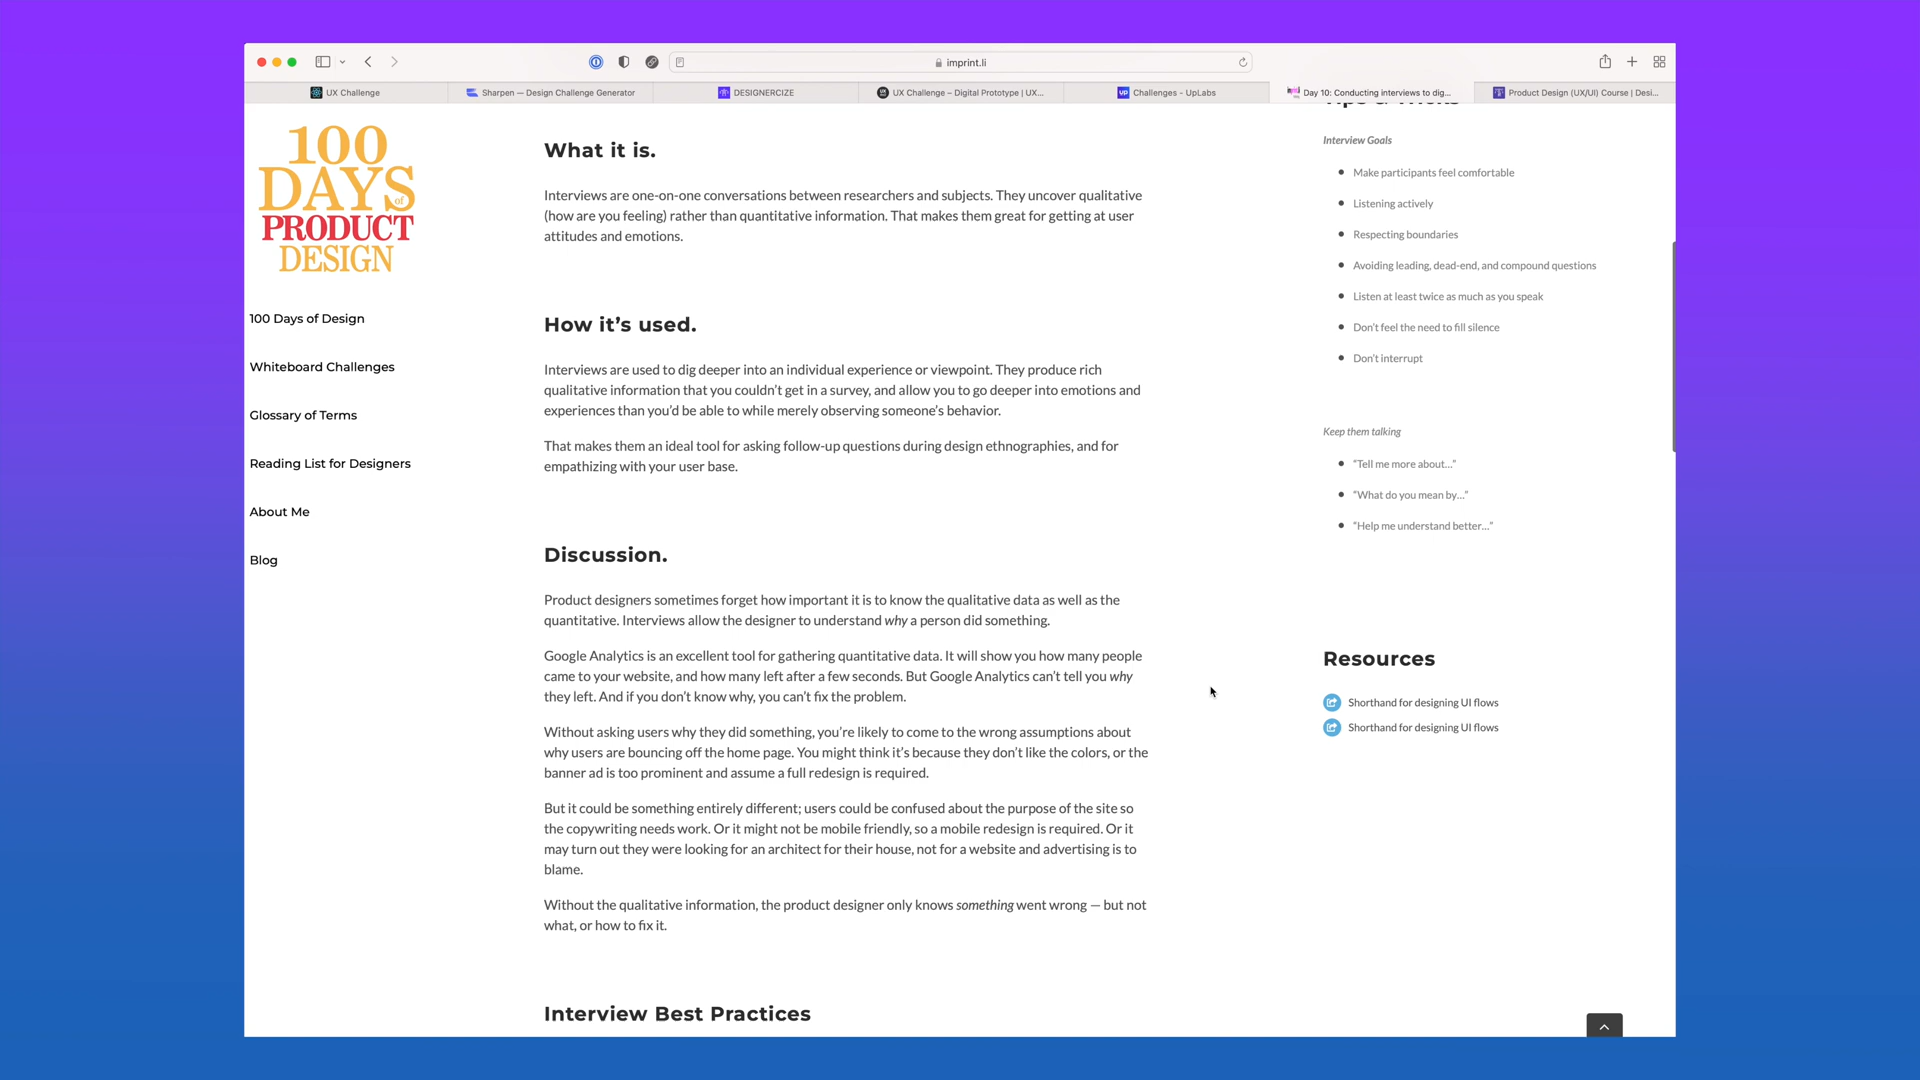 imprint.li
UX Challenge
Sharpen — Design Challenge Generator
DESIGNERCIZE
UX Challenge – Digital Prototype | UX...
Challenges - UpLabs
Day 10: Conducting interviews to dig...
Product Design (UX/UI) Course | Desi...
100
DAYS
of
PRODUCT
DESIGN
100 Days of Design
Whiteboard Challenges
Glossary of Terms
Reading List for Designers
About Me
Blog
What it is.
Interviews are one-on-one conversations between researchers and subjects. They uncover qualitative
(how are you feeling) rather than quantitative information. That makes them great for getting at user
attitudes and emotions.
How it’s used.
Interviews are used to dig deeper into an individual experience or viewpoint. They produce rich
qualitative information that you couldn’t get in a survey, and allow you to go deeper into emotions and
experiences than you’d be able to while merely observing someone’s behavior.
That makes them an ideal tool for asking follow-up questions during design ethnographies, and for
empathizing with your user base.
Discussion.
Product designers sometimes forget how important it is to know the qualitative data as well as the
quantitative. Interviews allow the designer to understand why a person did something.
Google Analytics is an excellent tool for gathering quantitative data. It will show you how many people
came to your website, and how many left after a few seconds. But Google Analytics can’t tell you why
they left. And if you don’t know why, you can’t fix the problem.
Without asking users why they did something, you’re likely to come to the wrong assumptions about
why users are bouncing off the home page. You might think it’s because they don’t like the colors, or the
banner ad is too prominent and assume a full redesign is required.
But it could be something entirely different; users could be confused about the purpose of the site so
the copywriting needs work. Or it might not be mobile friendly, so a mobile redesign is required. Or it
may turn out they were looking for an architect for their house, not for a website and advertising is to
blame.
Without the qualitative information, the product designer only knows something went wrong — but not
what, or how to fix it.
Interview Best Practices
Tips & Tricks
Interview Goals
Make participants feel comfortable
Listening actively
Respecting boundaries
Avoiding leading, dead-end, and compound questions
Listen at least twice as much as you speak
Don’t feel the need to fill silence
Don’t interrupt
Keep them talking
“Tell me more about…”
“What do you mean by…”
“Help me understand better…”
Resources
Shorthand for designing UI flows
Shorthand for designing UI flows